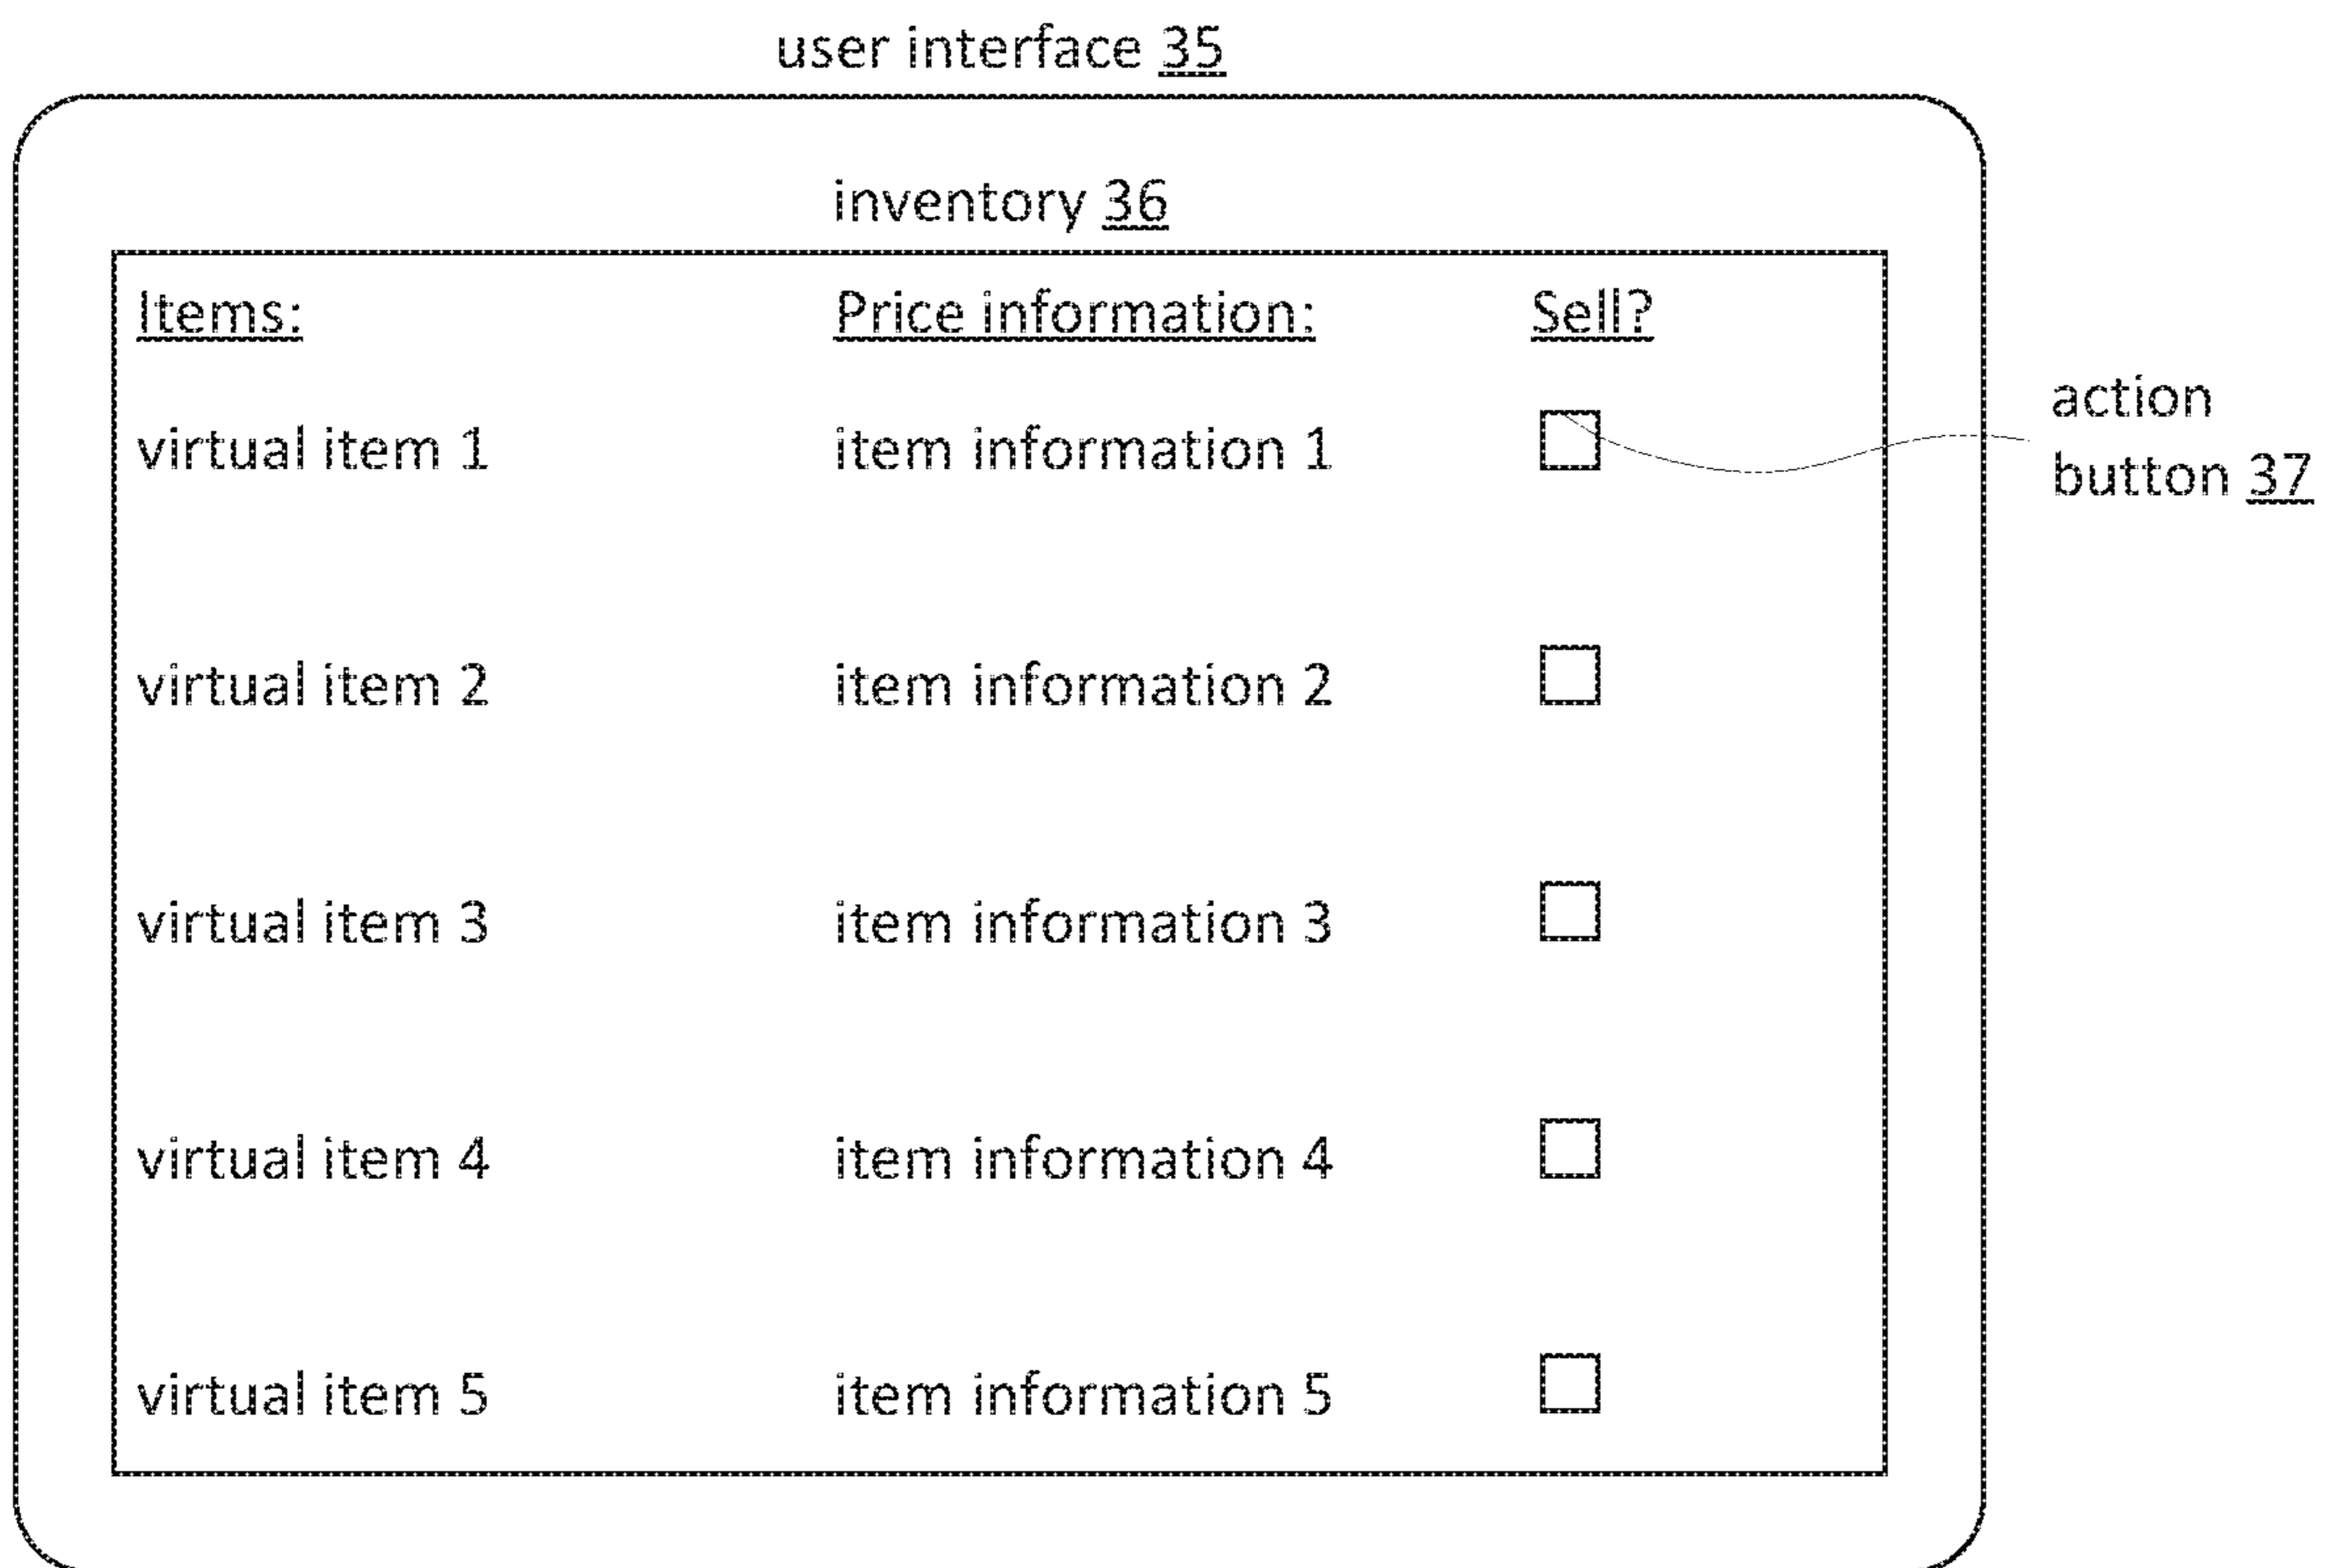 user interface 35
inventory 36
Items: Price information: Sell?
virtual item 1 item information 1
action
button 37
virtual item 2 item information 2
virtual item 3 item information 3
virtual item 4 item information 4
virtual item 5 item information 5